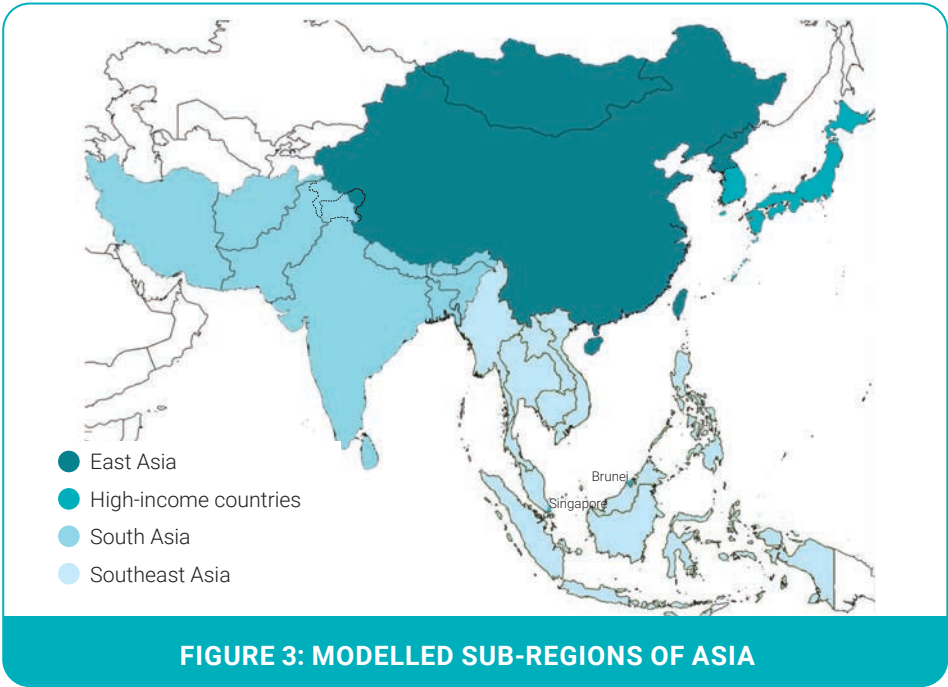 Brunei
Singapore
East Asia
High-income countries
South Asia
Southeast Asia
FIGURE 3: MODELLED SUB-REGIONS OF ASIA